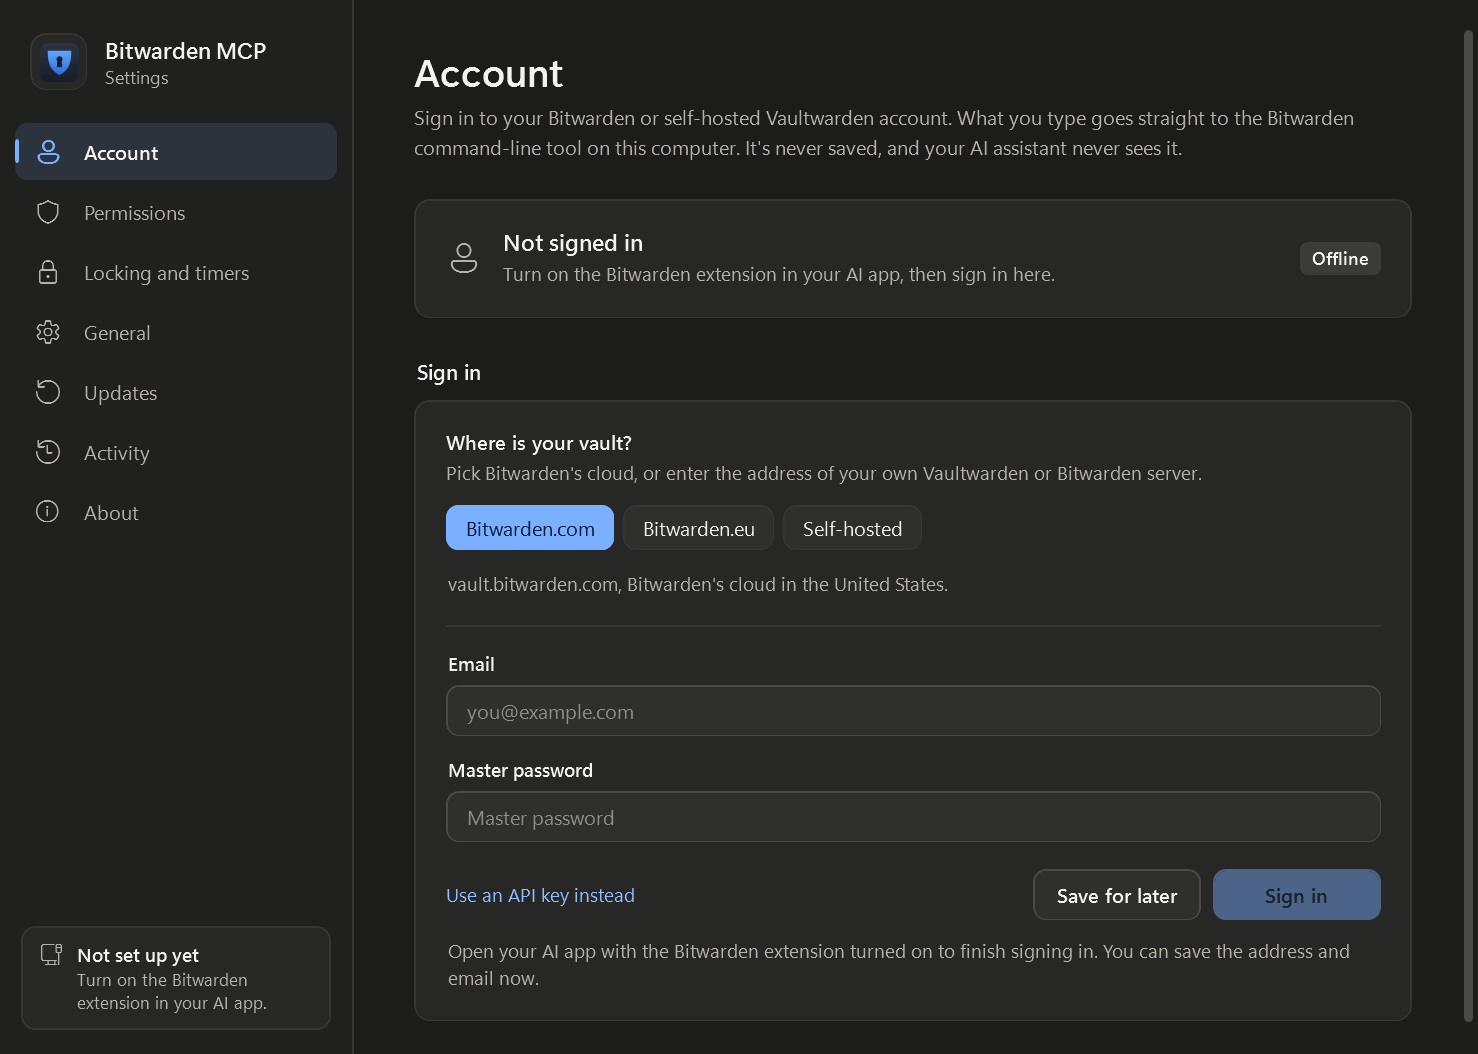 Bitwarden MCP
Settings
Account
Permissions
Locking and timers
General
Updates
Activity
About
Not set up yet
Turn on the Bitwarden
extension in your AI app.
Account
Sign in to your Bitwarden or self-hosted Vaultwarden account. What you type goes straight to the Bitwarden
command-line tool on this computer. It's never saved, and your AI assistant never sees it.
Not signed in
Turn on the Bitwarden extension in your AI app, then sign in here.
Offline
Sign in
Where is your vault?
Pick Bitwarden's cloud, or enter the address of your own Vaultwarden or Bitwarden server.
Bitwarden.com
Bitwarden.eu
Self-hosted
vault.bitwarden.com, Bitwarden's cloud in the United States.
Email
you@example.com
Master password
Master password
Use an API key instead
Save for later
Sign in
Open your AI app with the Bitwarden extension turned on to finish signing in. You can save the address and
email now.